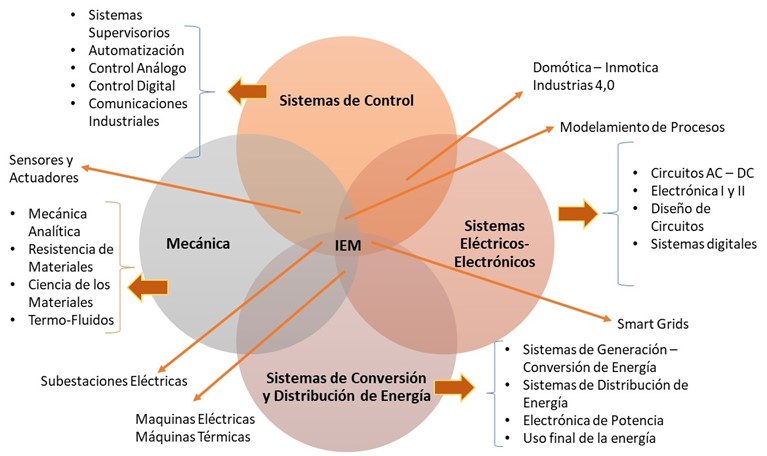 • Sistemas
Supervisorios
• Automatización
• Control Análogo
• Control Digital
• Comunicaciones
Industriales
Sistemas de Control
Domótica – Inmotica
Industrias 4,0
Modelamiento de Procesos
Sensores y
Actuadores
• Circuitos AC – DC
• Electrónica I y II
• Diseño de
Circuitos
• Sistemas digitales
• Mecánica
Analítica
• Resistencia de
Materiales
• Ciencia de los
Materiales
• Termo-Fluidos
Mecánica
IEM
Sistemas
Eléctricos-
Electrónicos
Smart Grids
Subestaciones Eléctricas
Sistemas de Conversión
y Distribución de Energía
• Sistemas de Generación –
Conversión de Energía
• Sistemas de Distribución de
Energía
• Electrónica de Potencia
• Uso final de la energía
Maquinas Eléctricas
Máquinas Térmicas